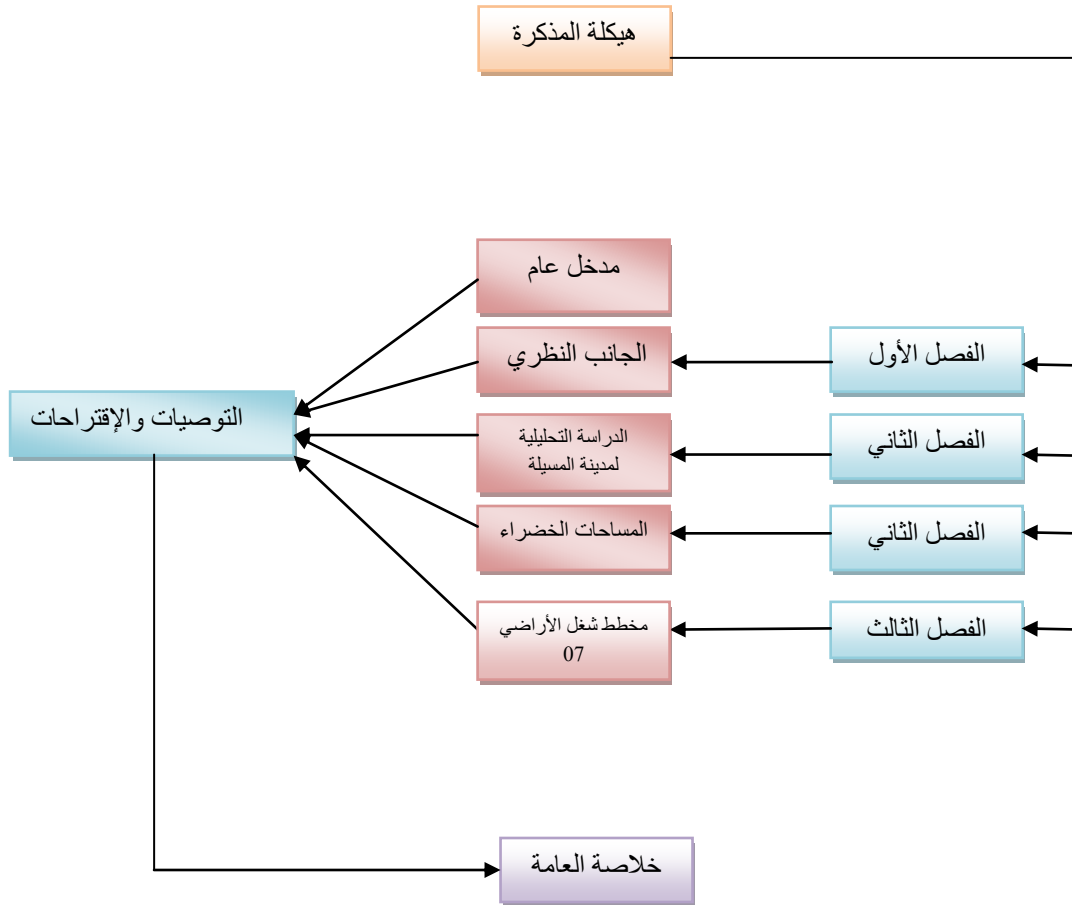 هيكلة المذكرة
مدخل عام
الفصل الأول
الجانب النظري
الفصل الثاني
الدراسة التحليلية
لمدينة المسيلة
الفصل الثاني
المساحات الخضراء
الفصل الثالث
مخطط شغل الأراضي
07
التوصيات والإقتراحات
خلاصة العامة